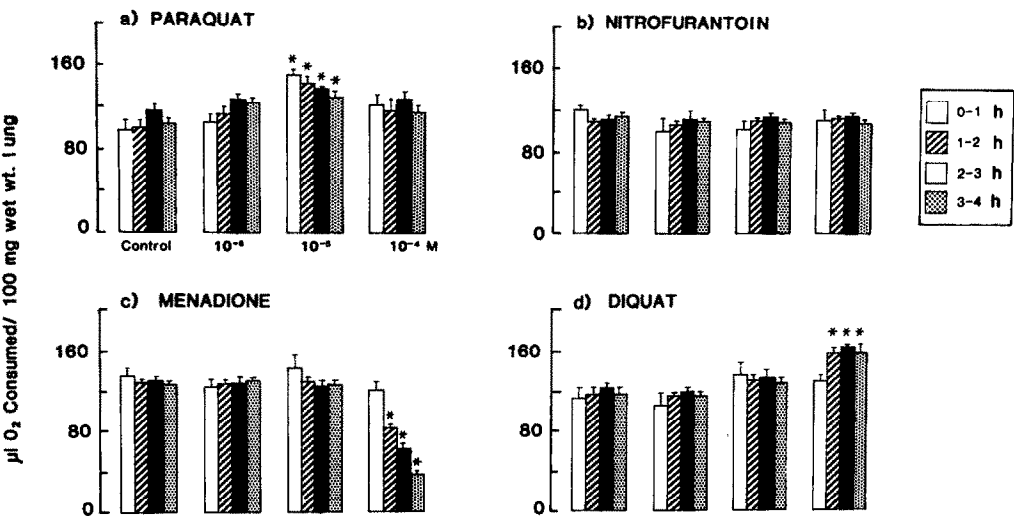 a) PARAQUAT
160
80
0
Control 10⁻⁶ 10⁻⁵ 10⁻⁴ M
* * * *
b) NITROFURANTOIN
160
80
0
0-1 h
1-2 h
2-3 h
3-4 h
µl O₂ Consumed/ 100 mg wet wt. lung
c) MENADIONE
160
80
0
* * *
d) DIQUAT
160
80
0
* * *